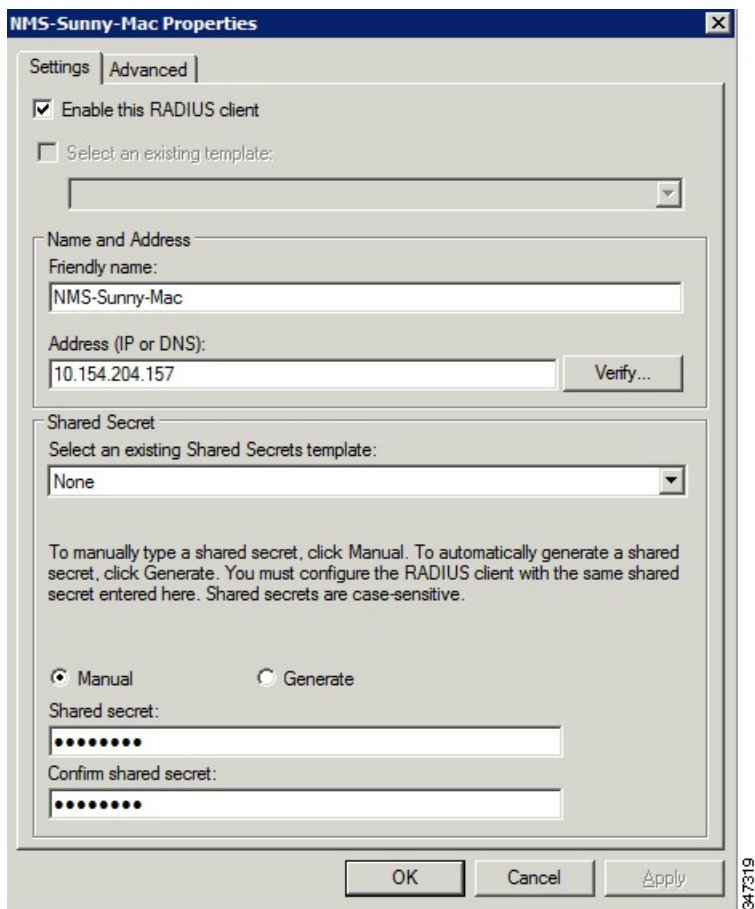 NMS-Sunny-Mac Properties
Settings
Advanced
Enable this RADIUS client
Select an existing template:
Name and Address
Friendly name:
NMS-Sunny-Mac
Address (IP or DNS):
10.154.204.157
Verify...
Shared Secret
Select an existing Shared Secrets template:
None
To manually type a shared secret, click Manual. To automatically generate a shared
secret, click Generate. You must configure the RADIUS client with the same shared
secret entered here. Shared secrets are case-sensitive.
Manual
Generate
Shared secret:
••••••••
Confirm shared secret:
••••••••
OK
Cancel
Apply
347319